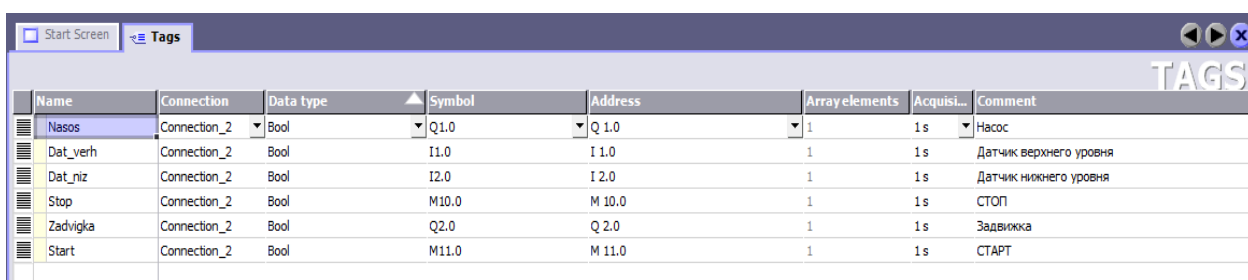 Start Screen Tags
TAGS
Name Connection Data type Symbol Address Array elements Acquisi... Comment
Nasos Connection_2 Bool Q1.0 Q 1.0 1 1 s Насос
Dat_verh Connection_2 Bool I1.0 I 1.0 1 1 s Датчик верхнего уровня
Dat_niz Connection_2 Bool I2.0 I 2.0 1 1 s Датчик нижнего уровня
Stop Connection_2 Bool M10.0 M 10.0 1 1 s СТОП
Zadvigka Connection_2 Bool Q2.0 Q 2.0 1 1 s Задвижка
Start Connection_2 Bool M11.0 M 11.0 1 1 s СТАРТ